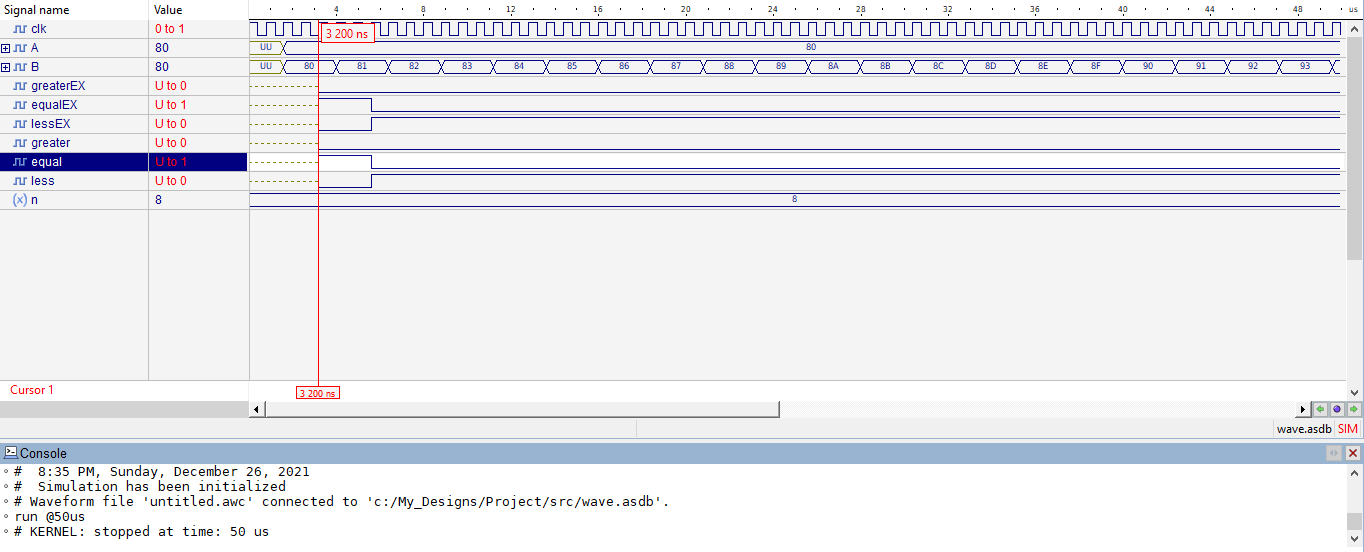 Signal name Value 4 8 12 16 20 24 28 32 36 40 44 48 us
clk 0 to 1 3 200 ns
A 80 UU 80
B 80 UU 80 81 82 83 84 85 86 87 88 89 8A 8B 8C 8D 8E 8F 90 91 92 93
greaterEX U to 0
equalEX U to 1
lessEX U to 0
greater U to 0
equal U to 1
less U to 0
(x) n 8 8
Cursor 1 3 200 ns
wave.asdb SIM
Console
# 8:35 PM, Sunday, December 26, 2021
# Simulation has been initialized
# Waveform file 'untitled.awc' connected to 'c:/My_Designs/Project/src/wave.asdb'.
run @50us
# KERNEL: stopped at time: 50 us